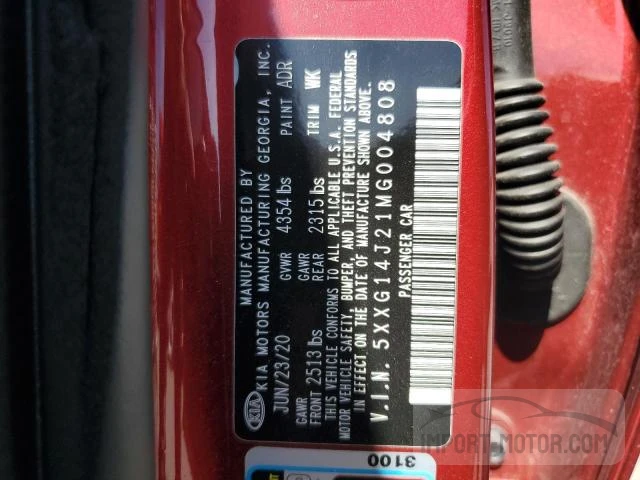 MANUFACTURED BY
KIA KIA MOTORS MANUFACTURING GEORGIA, INC.
JUN/23/20 GVWR 4354 lbs PAINT ADR
GAWR FRONT 2513 lbs GAWR REAR 2315 lbs TRIM WK
THIS VEHICLE CONFORMS TO ALL APPLICABLE U.S.A. FEDERAL
MOTOR VEHICLE SAFETY, BUMPER, AND THEFT PREVENTION STANDARDS
IN EFFECT ON THE DATE OF MANUFACTURE SHOWN ABOVE.
V.I.N. 5XXG14J21MG004808
PASSENGER CAR
3100
IMPORT-MOTOR.COM